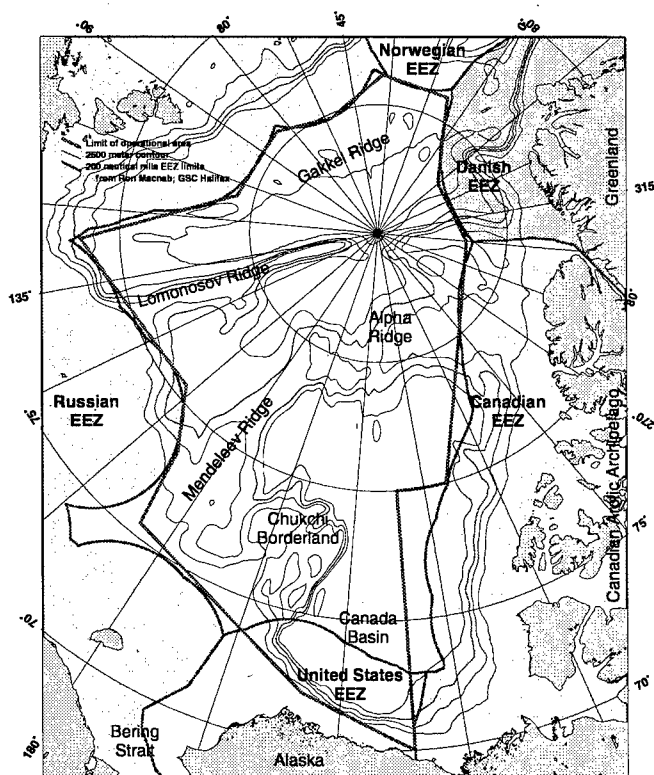 90°
80°
45°
Norwegian
EEZ
Limit of operational area
2500 meter contour
200 nautical mile EEZ limits
from Ron Macnab; GSC Halifax
Gakkel Ridge
Danish
EEZ
Greenland
315
135°
Lomonosov Ridge
80°
Alpha
Ridge
75°
Russian
EEZ
Mendeleev Ridge
Canadian
EEZ
270°
Canadian Arctic Archipelago
75°
Chukchi
Borderland
Canada
Basin
70°
United States
EEZ
70°
Bering
Strait
180°
Alaska